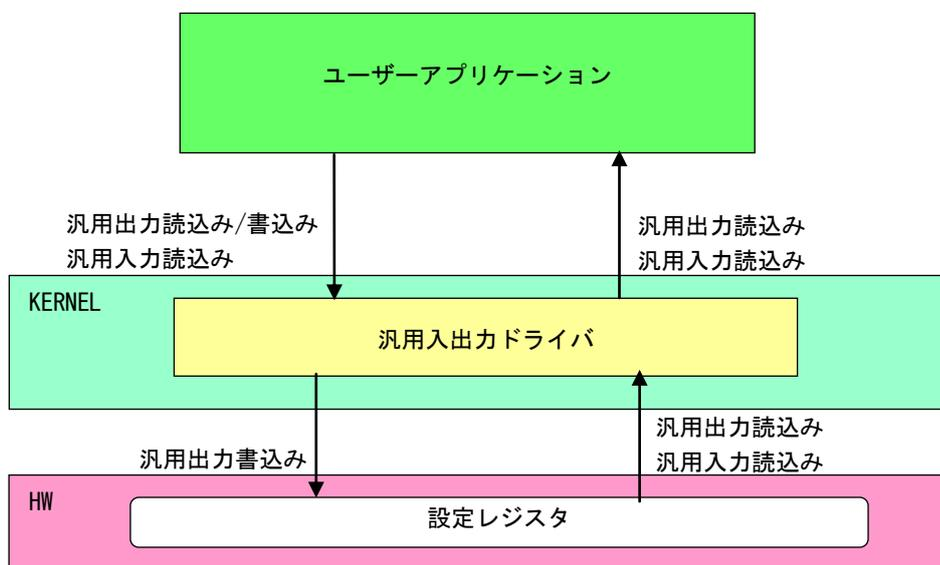 ユーザーアプリケーション
汎用出力読込み/書込み
汎用入力読込み
汎用出力読込み
汎用入力読込み
KERNEL
汎用入出力ドライバ
汎用出力書込み
汎用出力読込み
汎用入力読込み
HW
設定レジスタ